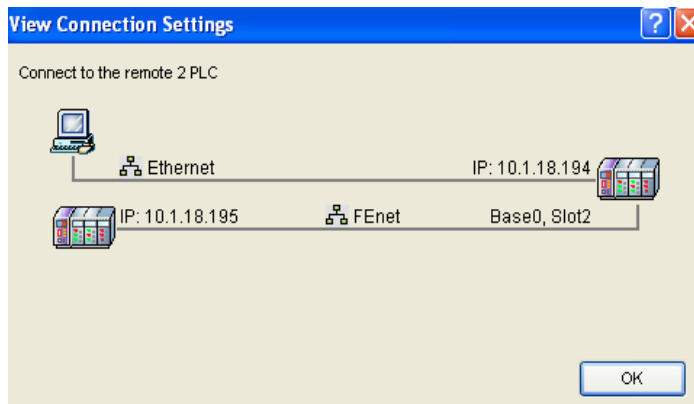 View Connection Settings
Connect to the remote 2 PLC
Ethernet IP: 10.1.18.194
IP: 10.1.18.195 FEnet Base0, Slot2
OK